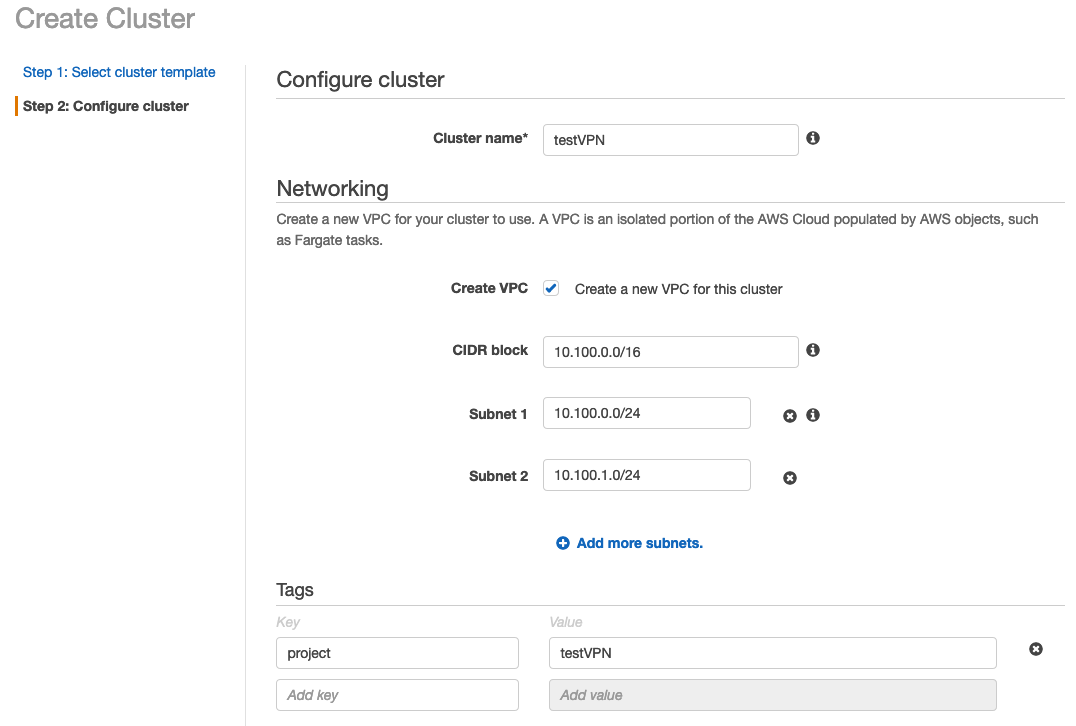 Create Cluster
Step 1: Select cluster template
Step 2: Configure cluster
Configure cluster
Cluster name*
testVPN
Networking
Create a new VPC for your cluster to use. A VPC is an isolated portion of the AWS Cloud populated by AWS objects, such
as Fargate tasks.
Create VPC
Create a new VPC for this cluster
CIDR block
10.100.0.0/16
Subnet 1
10.100.0.0/24
Subnet 2
10.100.1.0/24
Add more subnets.
Tags
Key Value
project testVPN
Add key Add value